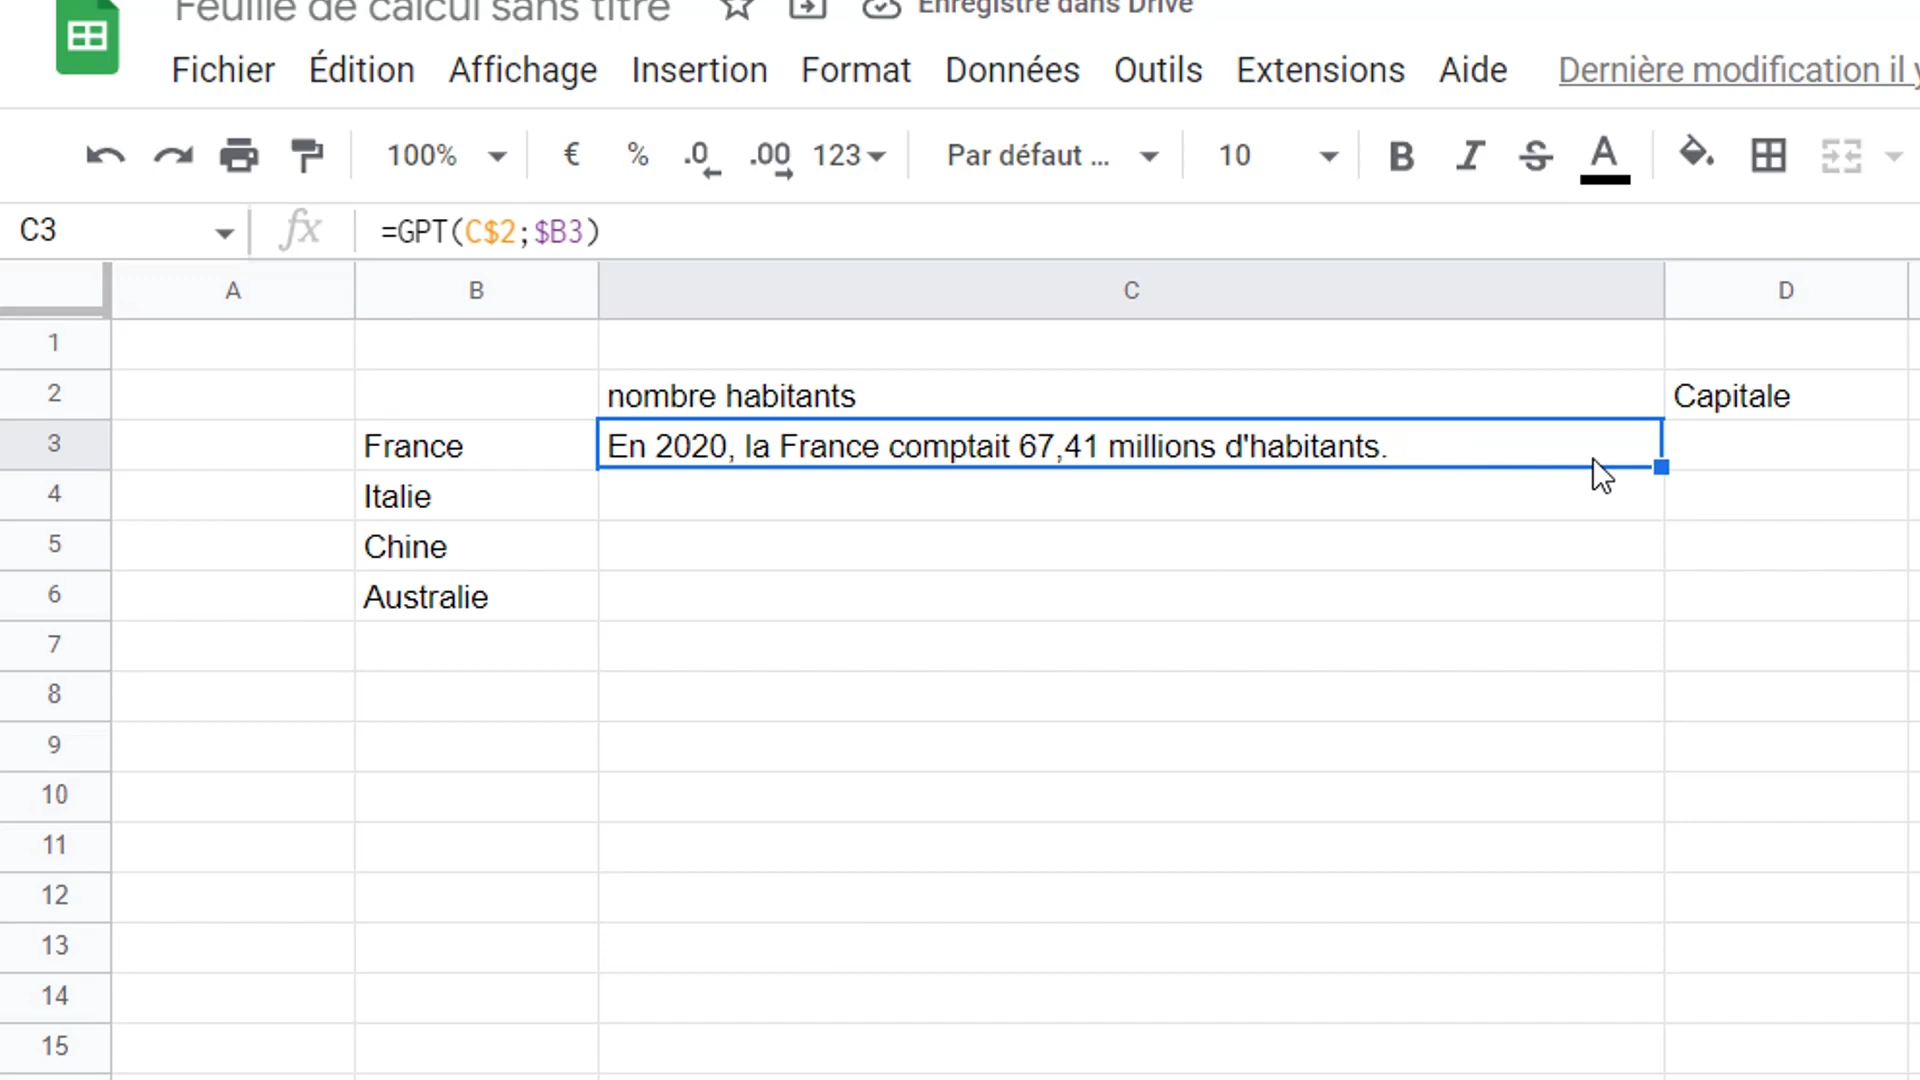 Feuille de calcul sans titre Enregistré dans Drive
Fichier Édition Affichage Insertion Format Données Outils Extensions Aide Dernière modification il y
100% € % .0 .00 123 Par défaut ... 10 B I S A
C3 fx =GPT(C$2;$B3)
A B C D
1
2 nombre habitants Capitale
3 France En 2020, la France comptait 67,41 millions d'habitants.
4 Italie
5 Chine
6 Australie
7
8
9
10
11
12
13
14
15